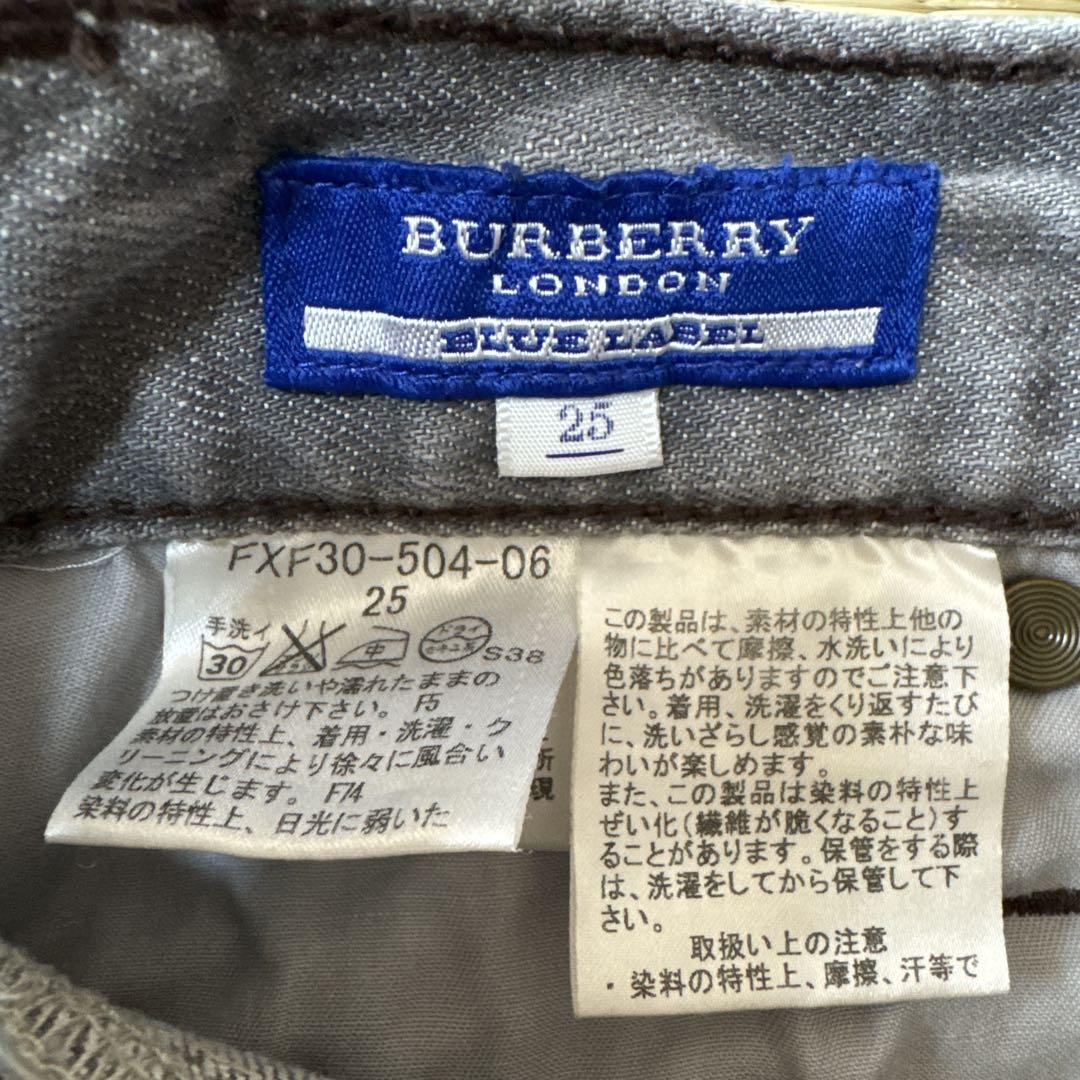 BURBERRY
LONDON
BLUE LABEL
25
FXF30-504-06
25
手洗イ
30
中
ドライ
セキユ系
S38
つけ置き洗いや濡れたままの
放置はおさけ下さい。 F5
素材の特性上、着用・洗濯・ク
リーニングにより徐々に風合い
変化が生じます。 F74
染料の特性上、日光に弱いた
所
現
この製品は、素材の特性上他の
物に比べて摩擦、水洗いにより
色落ちがありますのでご注意下
さい。着用、洗濯をくり返すたび
に、洗いざらし感覚の素朴な味
わいが楽しめます。
また、この製品は染料の特性上
ぜい化(繊維が脆くなること)す
ることがあります。保管をする際
は、洗濯をしてから保管して下
さい。
取扱い上の注意
・染料の特性上、摩擦、汗等で